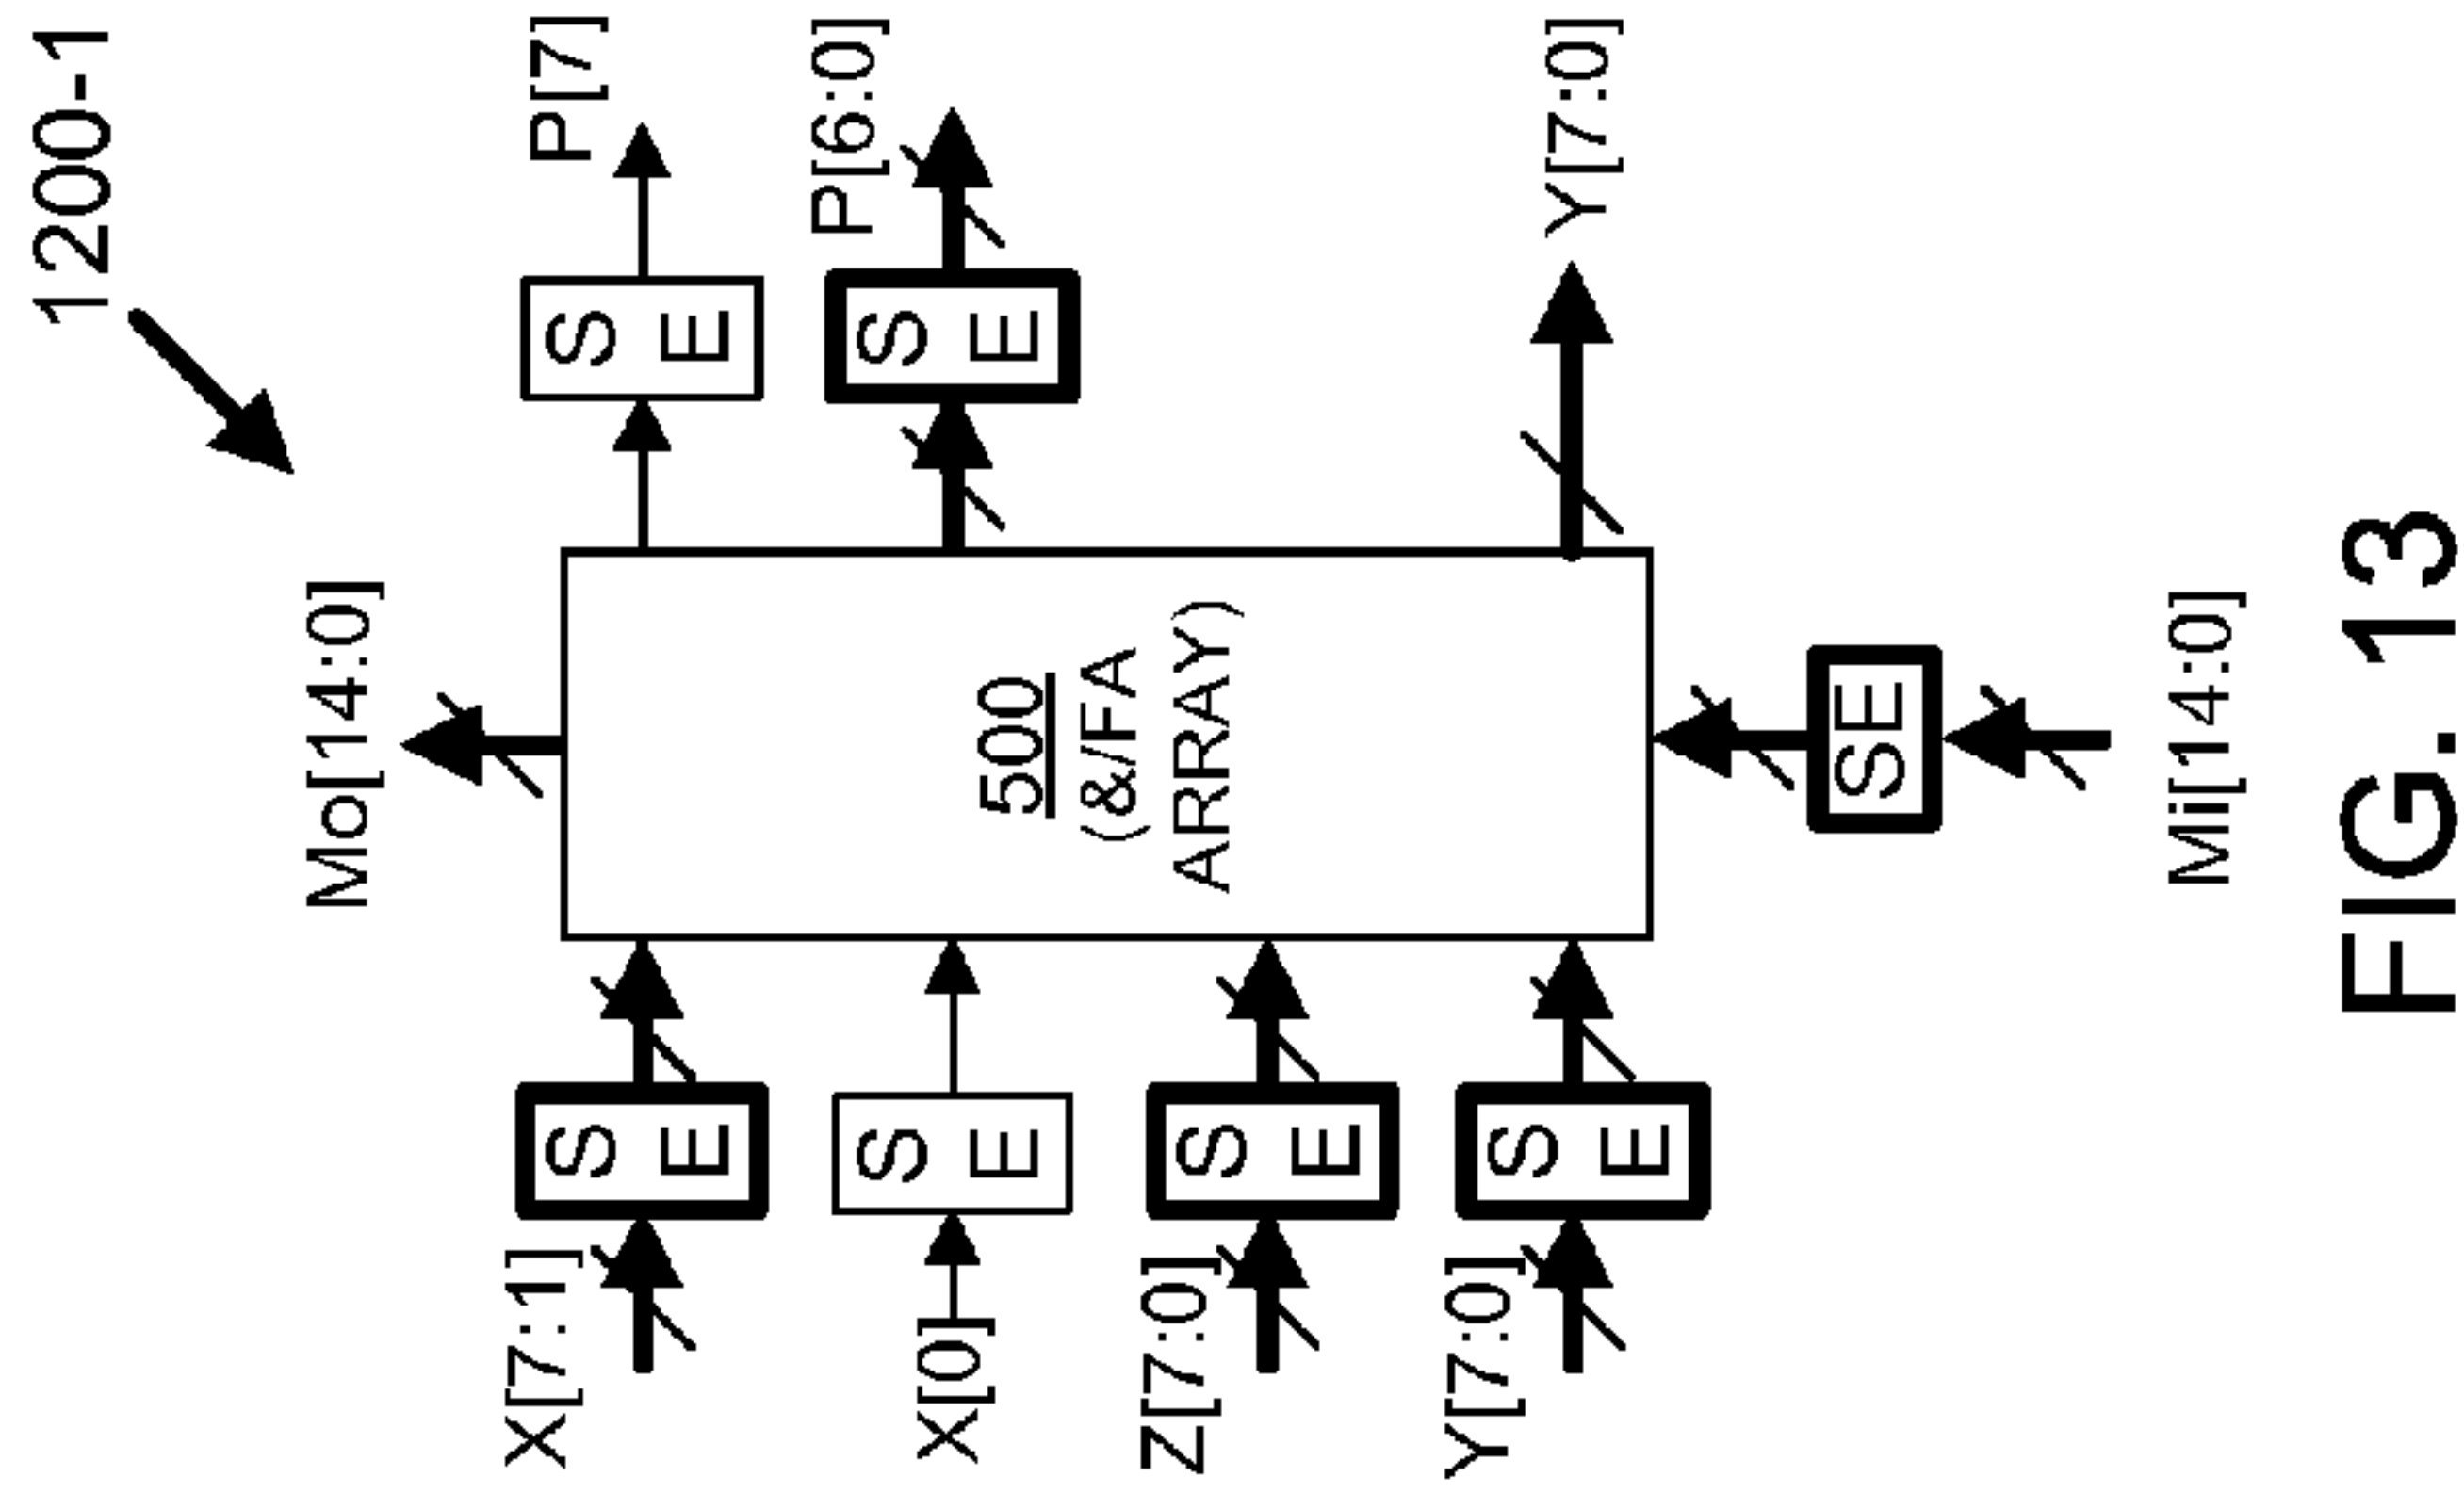 1200-1
Mo[14:0]
X[7:1]
S
E
P[7]
S
E
X[0]
S
E
P[6:0]
S
E
500
(&/FA
ARRAY)
Z[7:0]
S
E
Y[7:0]
S
E
Y[7:0]
SE
Mi[14:0]
FIG. 13